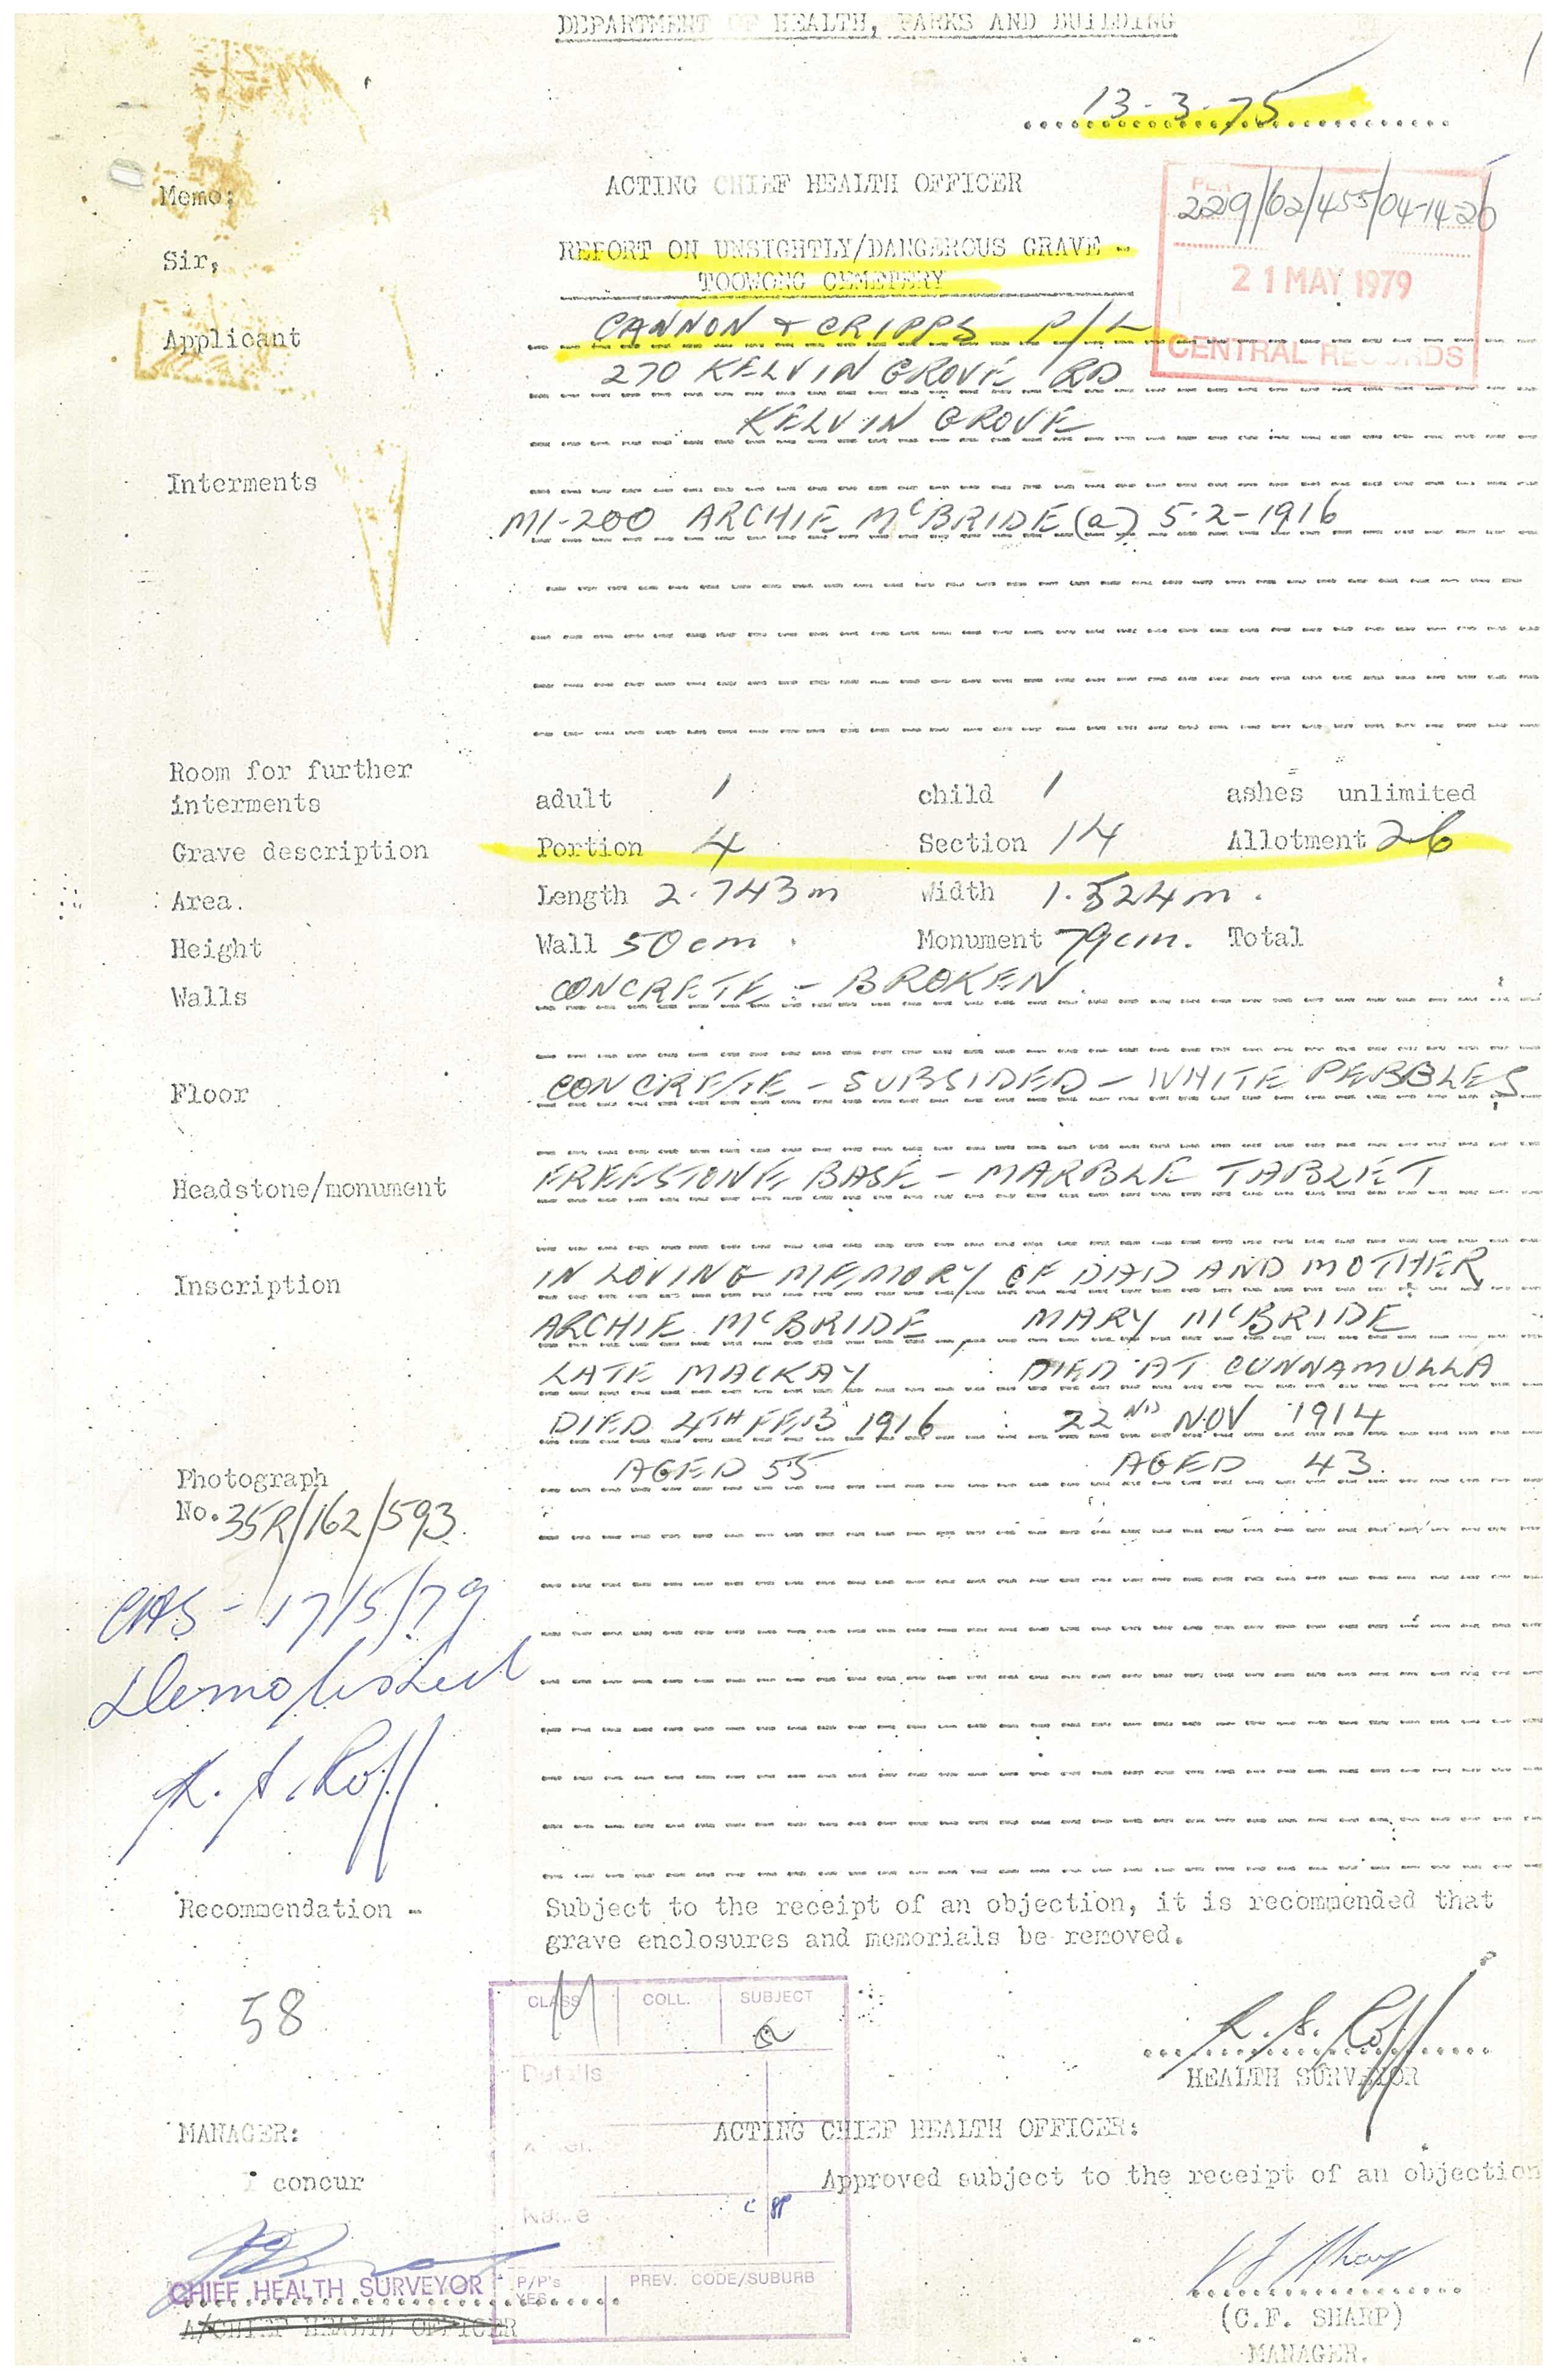 DEPARTMENT OF HEALTH, PARKS AND BUILDING
13-3-75
Memo: ACTING CHIEF HEALTH OFFICER
229/62/455/04-14-26
Sir, REPORT ON UNSIGHTLY/DANGEROUS GRAVE -
TOOWONG CEMETERY
21 MAY 1979
CENTRAL RECORDS
Applicant CANNON & CRIPPS P/L
270 KELVIN GROVE RD
KELVIN GROVE
Interments
M1-200 ARCHIE McBRIDE (a) 5-2-1916
Room for further
interments adult 1 child 1 ashes unlimited
Grave description Portion 4 Section 14 Allotment 26
Area. Length 2.743m Width 1.524m.
Height Wall 50cm. Monument 79cm. Total
Walls CONCRETE - BROKEN.
Floor CONCRETE - SUBSIDED - WHITE PEBBLES
Headstone/monument FREESTONE BASE - MARBLE TABLET
Inscription IN LOVING MEMORY OF DAD AND MOTHER
ARCHIE McBRIDE, MARY McBRIDE
LATE MACKAY : DIED AT CUNNAMULLA
DIED 4TH FEB 1916 : 22ND NOV 1914
AGED 55 AGED 43.
Photograph
No. 35R/162/593.
17/5/79
Demolished
R. S. Roff
Recommendation - Subject to the receipt of an objection, it is recommended that
grave enclosures and memorials be removed.
58
CLASS COLL. SUBJECT
Details
Name
P/P's
YES
PREV. CODE/SUBURB
R. S. Roff
HEALTH SURVEYOR
MANAGER: ACTING CHIEF HEALTH OFFICER:
I concur Approved subject to the receipt of an objection
CHIEF HEALTH SURVEYOR
A/CHIEF HEALTH OFFICER
(C.F. SHARP)
MANAGER.